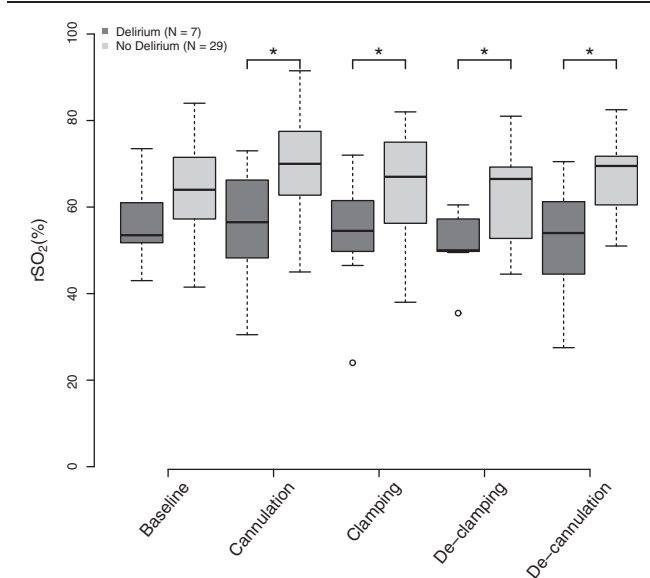 Delirium (N = 7)
No Delirium (N = 29)
* * * *
rSO₂(%)
100
80
60
40
20
0
Baseline
Cannulation
Clamping
De−clamping
De−cannulation